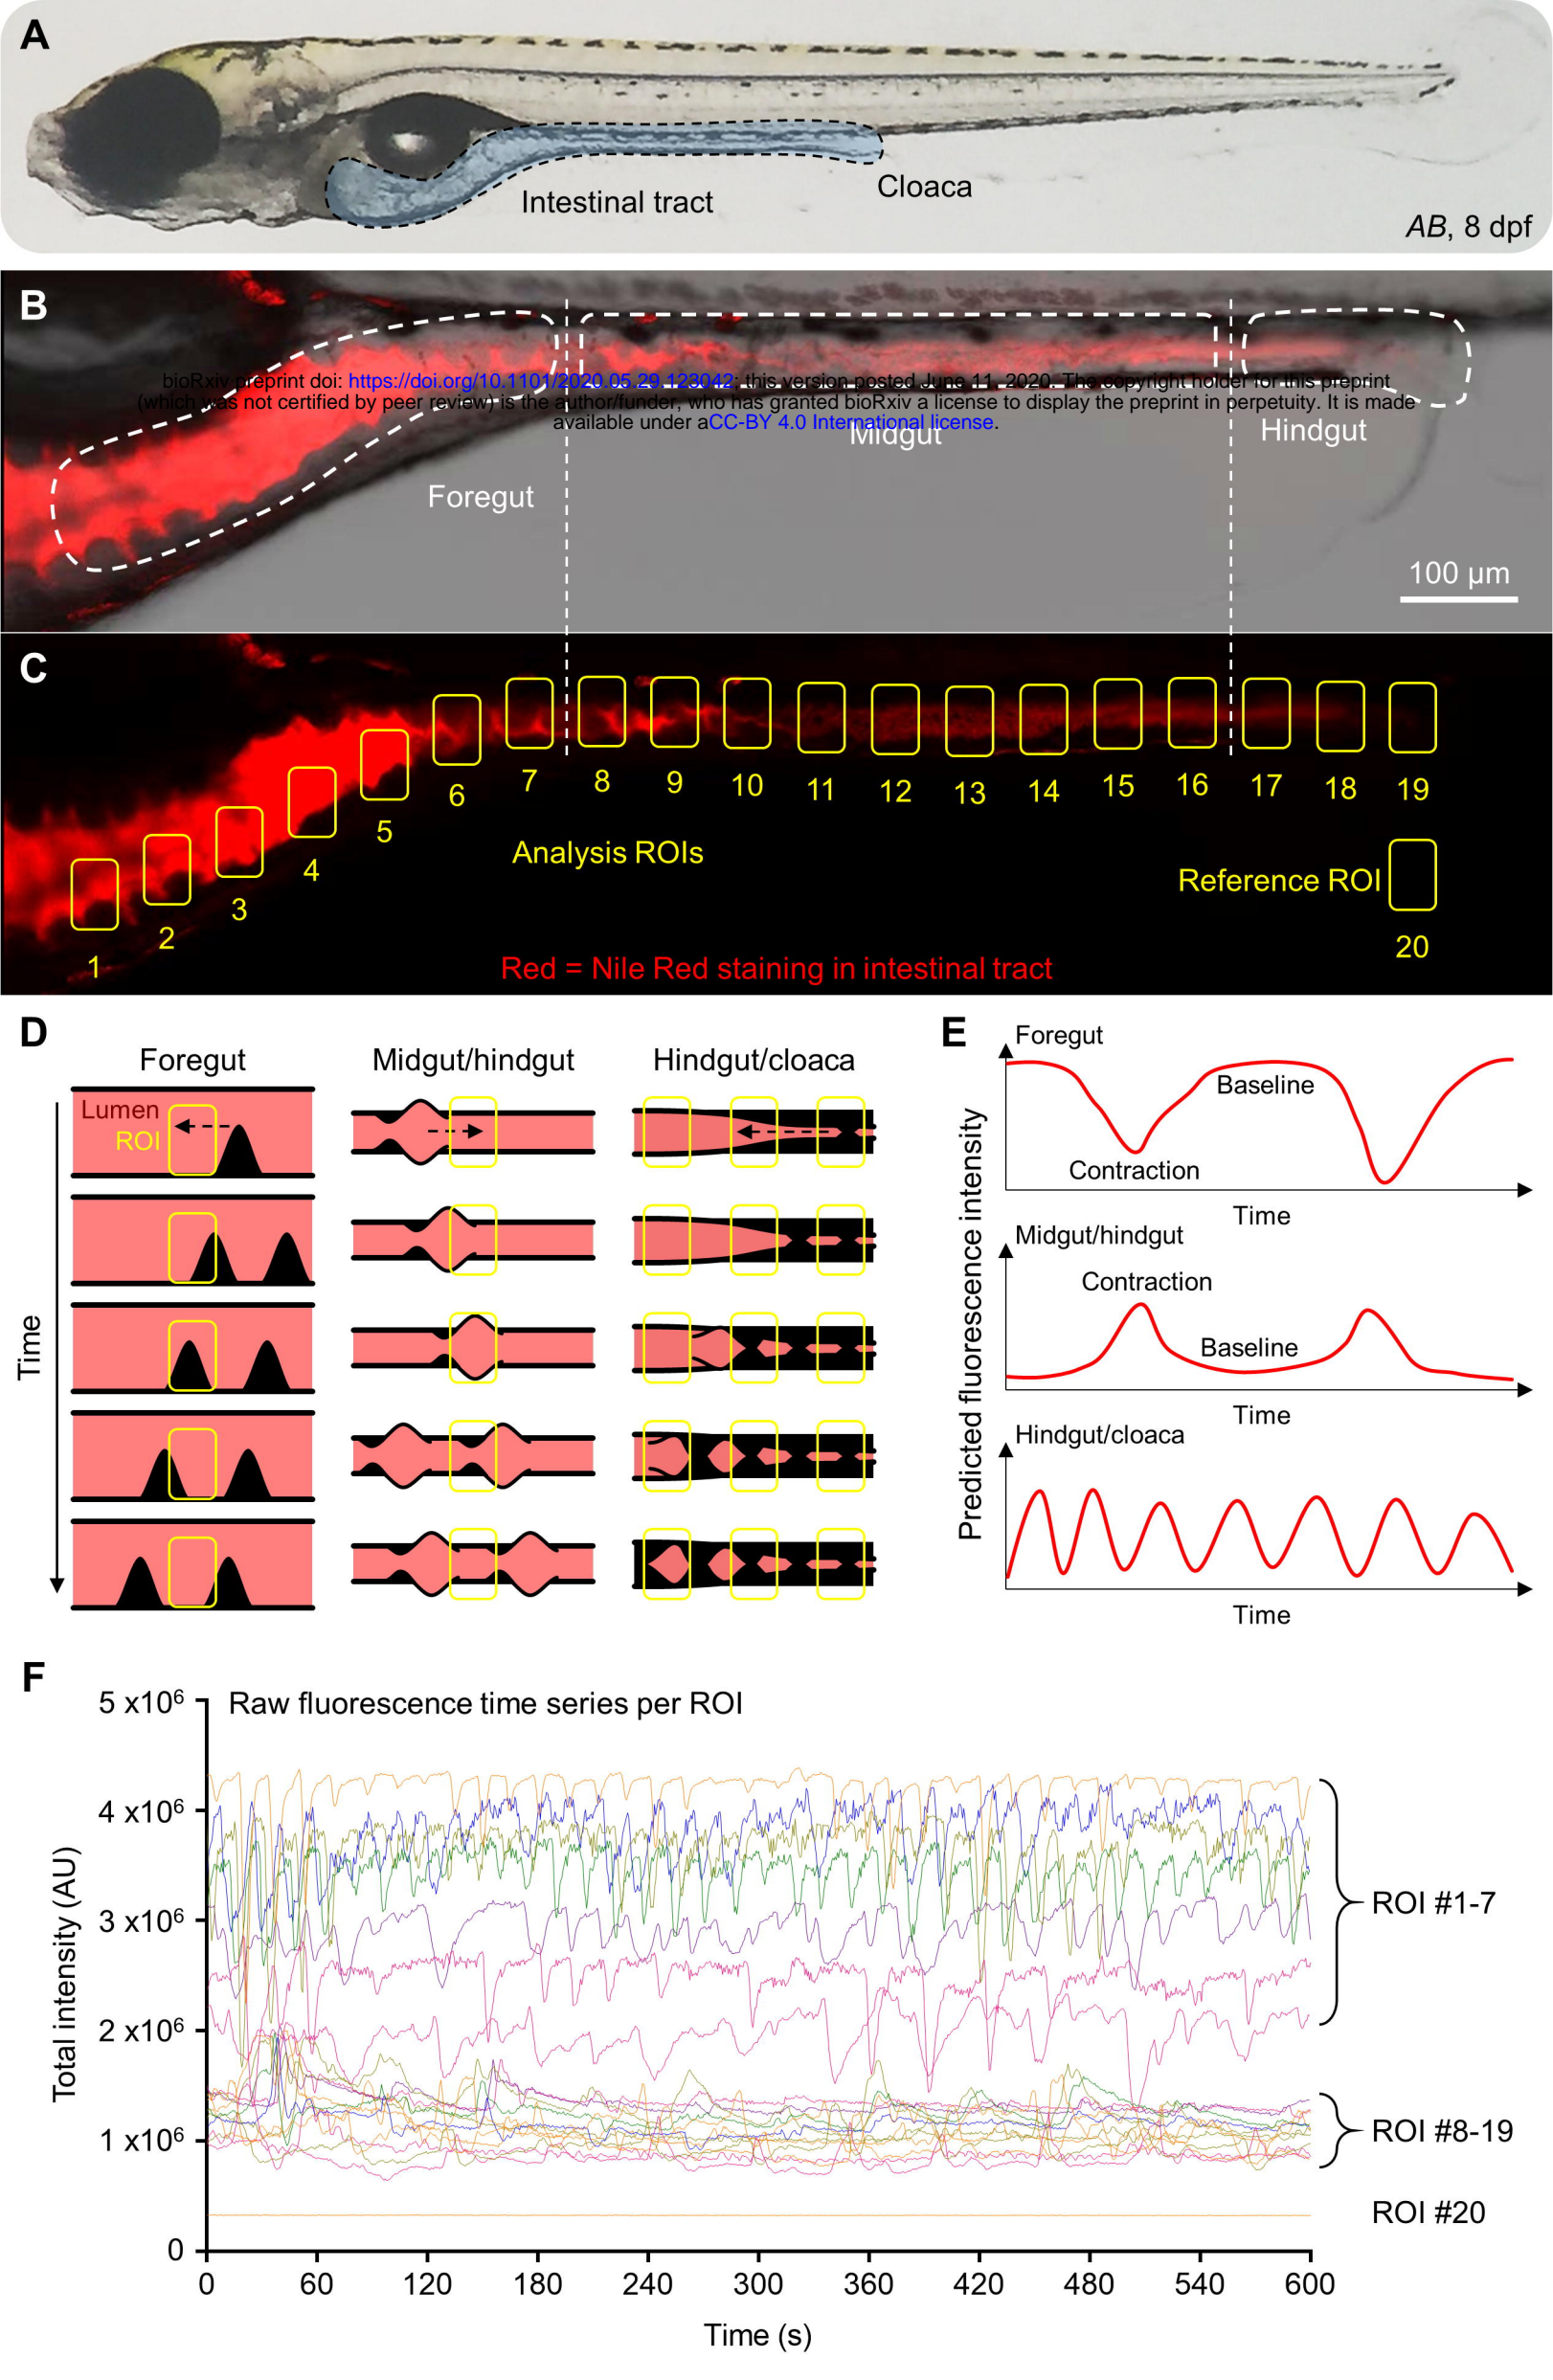 A
Intestinal tract
Cloaca
AB, 8 dpf
B
bioRxiv preprint doi: https://doi.org/10.1101/2020.05.29.123042; this version posted June 11, 2020. The copyright holder for this preprint
(which was not certified by peer review) is the author/funder, who has granted bioRxiv a license to display the preprint in perpetuity. It is made
available under aCC-BY 4.0 International license.
Midgut
Hindgut
Foregut
100 µm
C
1
2
3
4
5
6
7
8
9
10
11
12
13
14
15
16
17
18
19
Analysis ROIs
Reference ROI
20
Red = Nile Red staining in intestinal tract
D
Foregut
Midgut/hindgut
Hindgut/cloaca
Lumen
ROI
Time
E
Predicted fluorescence intensity
Foregut
Baseline
Contraction
Time
Midgut/hindgut
Contraction
Baseline
Time
Hindgut/cloaca
Time
F
Raw fluorescence time series per ROI
Total intensity (AU)
5 x10⁶
4 x10⁶
3 x10⁶
2 x10⁶
1 x10⁶
0
ROI #1-7
ROI #8-19
ROI #20
0 60 120 180 240 300 360 420 480 540 600
Time (s)